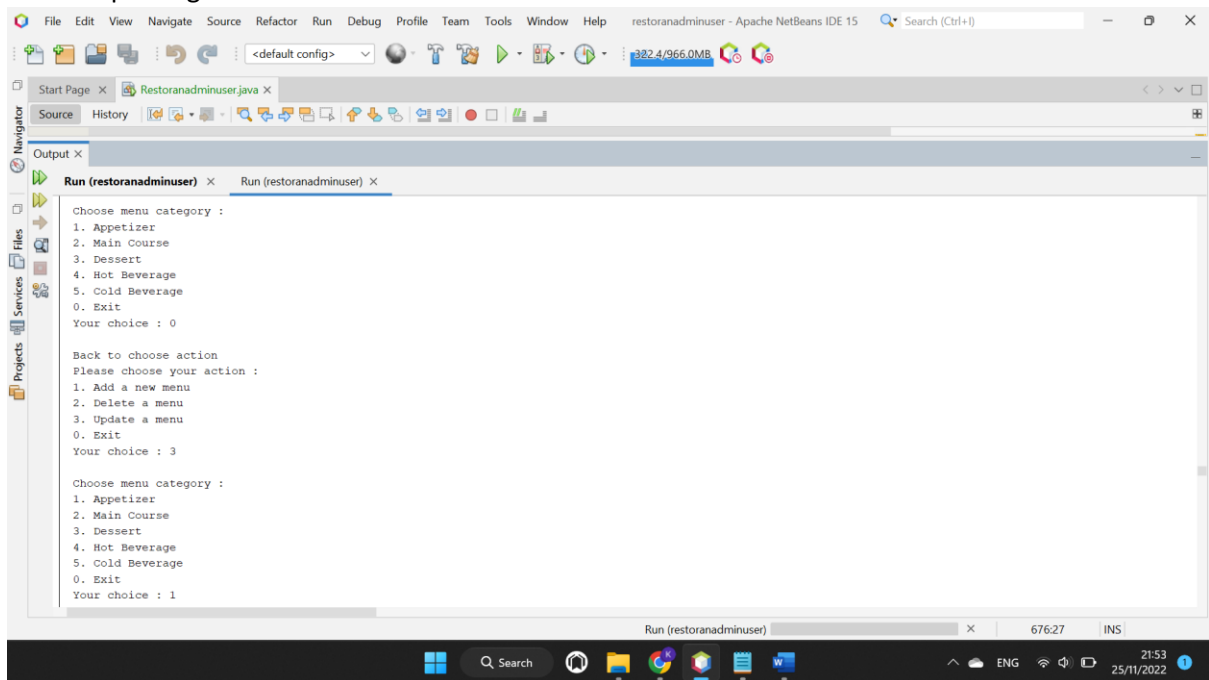 File Edit View Navigate Source Refactor Run Debug Profile Team Tools Window Help restoranadminuser - Apache NetBeans IDE 15 Search (Ctrl+I)
<default config> 322.4/966.0MB
Start Page Restoranadminuser.java
Source History
Navigator
Output
Run (restoranadminuser) Run (restoranadminuser)
Files
Services
Projects
Choose menu category :
1. Appetizer
2. Main Course
3. Dessert
4. Hot Beverage
5. Cold Beverage
0. Exit
Your choice : 0
Back to choose action
Please choose your action :
1. Add a new menu
2. Delete a menu
3. Update a menu
0. Exit
Your choice : 3
Choose menu category :
1. Appetizer
2. Main Course
3. Dessert
4. Hot Beverage
5. Cold Beverage
0. Exit
Your choice : 1
Run (restoranadminuser) 676:27 INS
Search K W ENG 21:53
25/11/2022 1